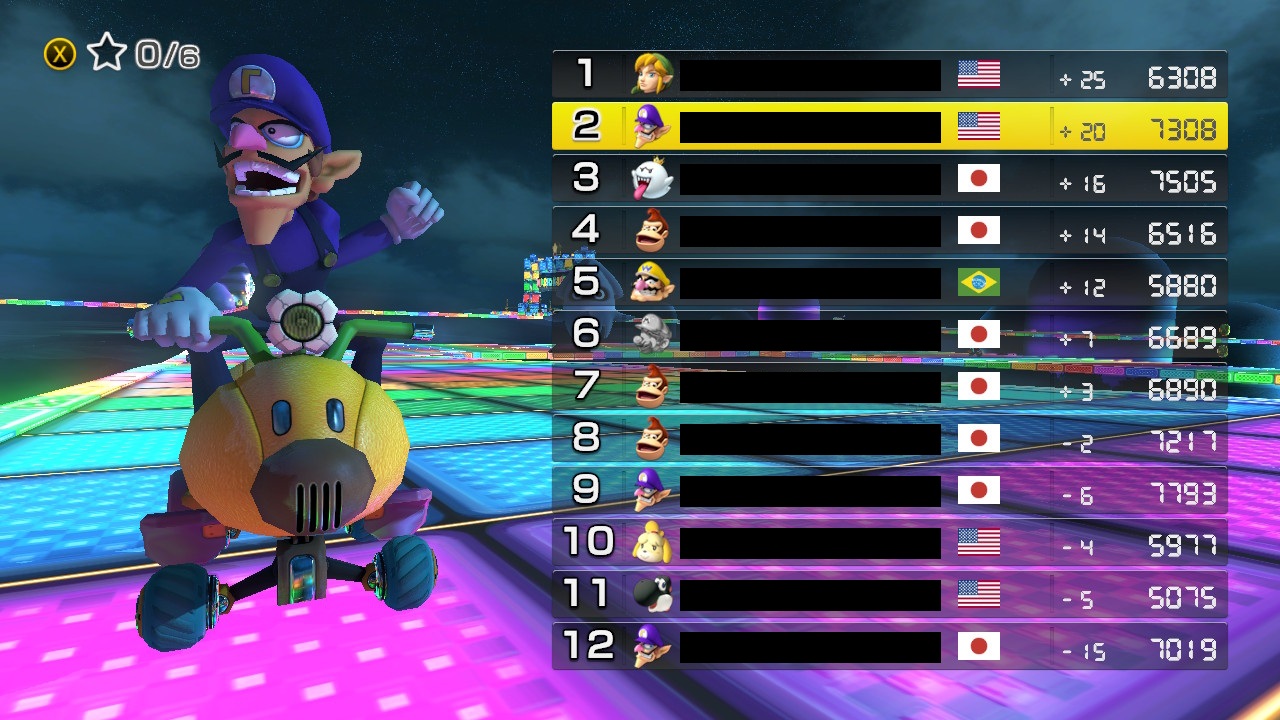 X 0/6
1 + 25 6308
2 + 20 7308
3 + 16 7505
4 + 14 6516
5 + 12 5880
6 + 7 6689
7 + 3 6890
8 - 2 7217
9 - 6 7793
10 - 4 5977
11 - 5 5075
12 - 15 7019